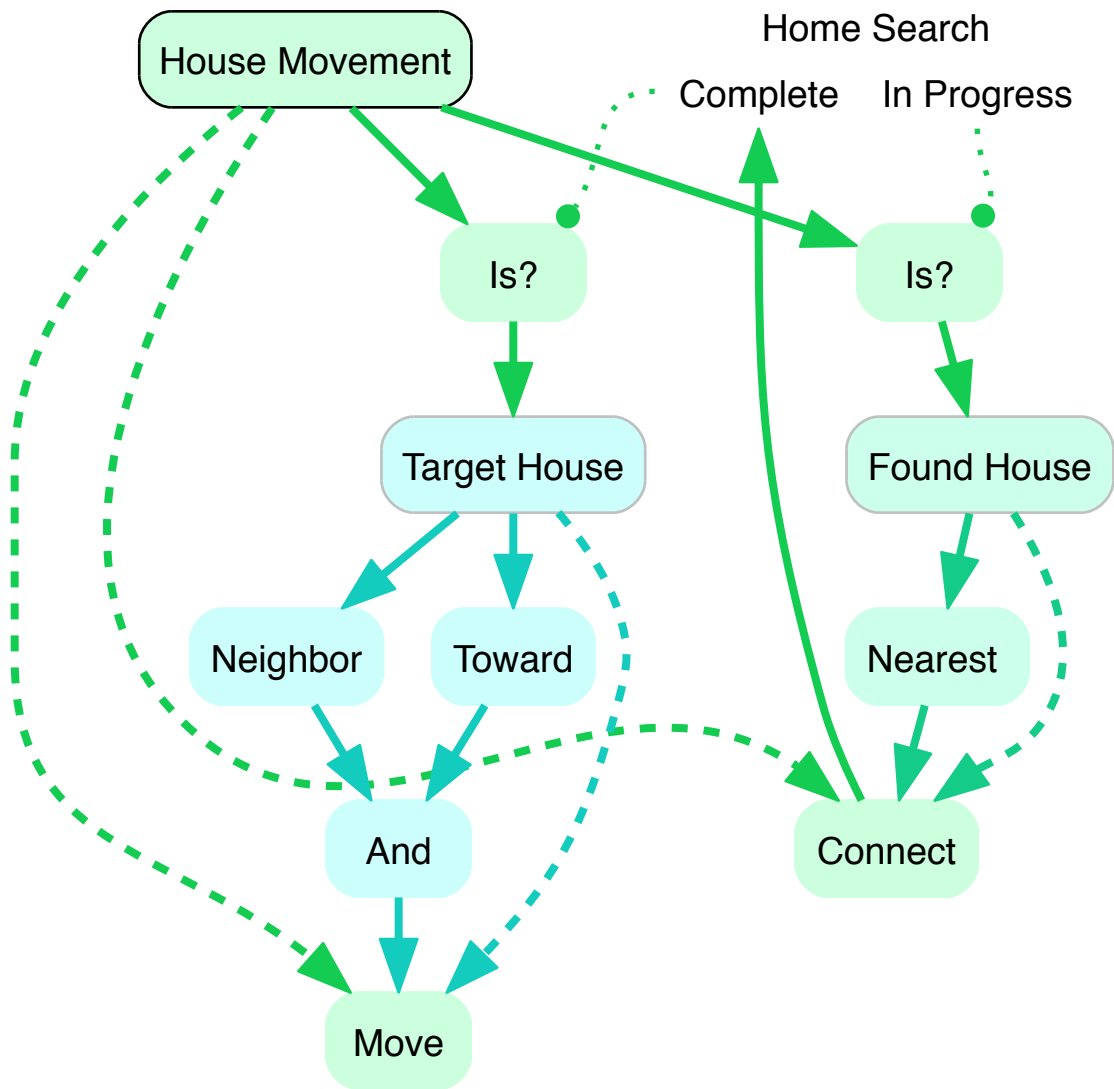 House Movement
Home Search
Complete
In Progress
Is?
Is?
Target House
Found House
Neighbor
Toward
Nearest
And
Connect
Move